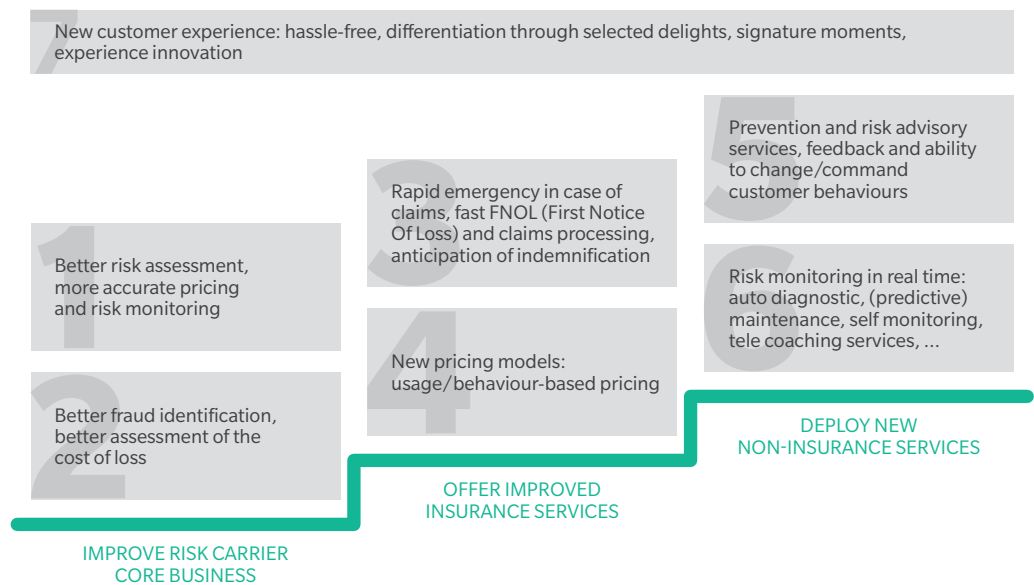 7
New customer experience: hassle-free, differentiation through selected delights, signature moments,
experience innovation
1
Better risk assessment,
more accurate pricing
and risk monitoring
2
Better fraud identification,
better assessment of the
cost of loss
IMPROVE RISK CARRIER
CORE BUSINESS
3
Rapid emergency in case of
claims, fast FNOL (First Notice
Of Loss) and claims processing,
anticipation of indemnification
4
New pricing models:
usage/behaviour-based pricing
OFFER IMPROVED
INSURANCE SERVICES
5
Prevention and risk advisory
services, feedback and ability
to change/command
customer behaviours
6
Risk monitoring in real time:
auto diagnostic, (predictive)
maintenance, self monitoring,
tele coaching services, ...
DEPLOY NEW
NON-INSURANCE SERVICES